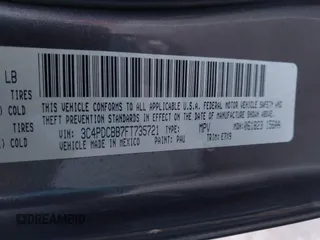 LB
TIRES
COLD
TIRES
COLD
THIS VEHICLE CONFORMS TO ALL APPLICABLE U.S.A. FEDERAL MOTOR VEHICLE SAFETY AND
THEFT PREVENTION STANDARDS IN EFFECT ON THE DATE OF MANUFACTURE SHOWN ABOVE.
VIN: 3C4PDCBB7FT735721 TYPE: MPV
VEHICLE MADE IN MEXICO PAINT: PAU TRIM:
DREAMBID